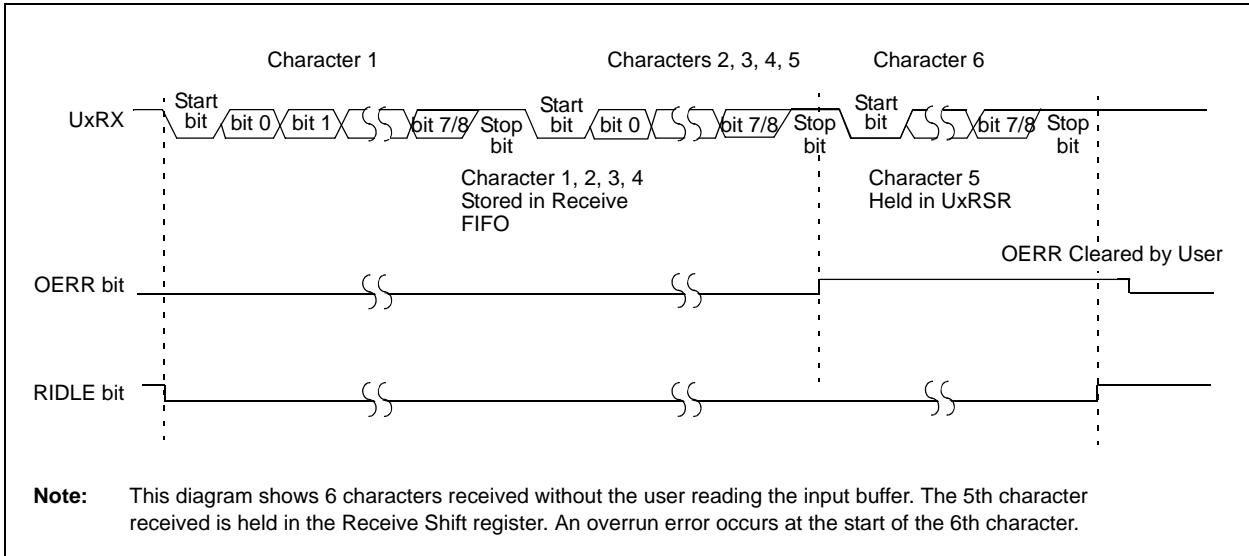 Character 1
Characters 2, 3, 4, 5
Character 6
UxRX
Start
bit
bit 0
bit 1
bit 7/8
Stop
bit
Start
bit
bit 0
bit 7/8
Stop
bit
Start
bit
bit 7/8
Stop
bit
Character 1, 2, 3, 4
Stored in Receive
FIFO
Character 5
Held in UxRSR
OERR Cleared by User
OERR bit
RIDLE bit
Note: This diagram shows 6 characters received without the user reading the input buffer. The 5th character
received is held in the Receive Shift register. An overrun error occurs at the start of the 6th character.